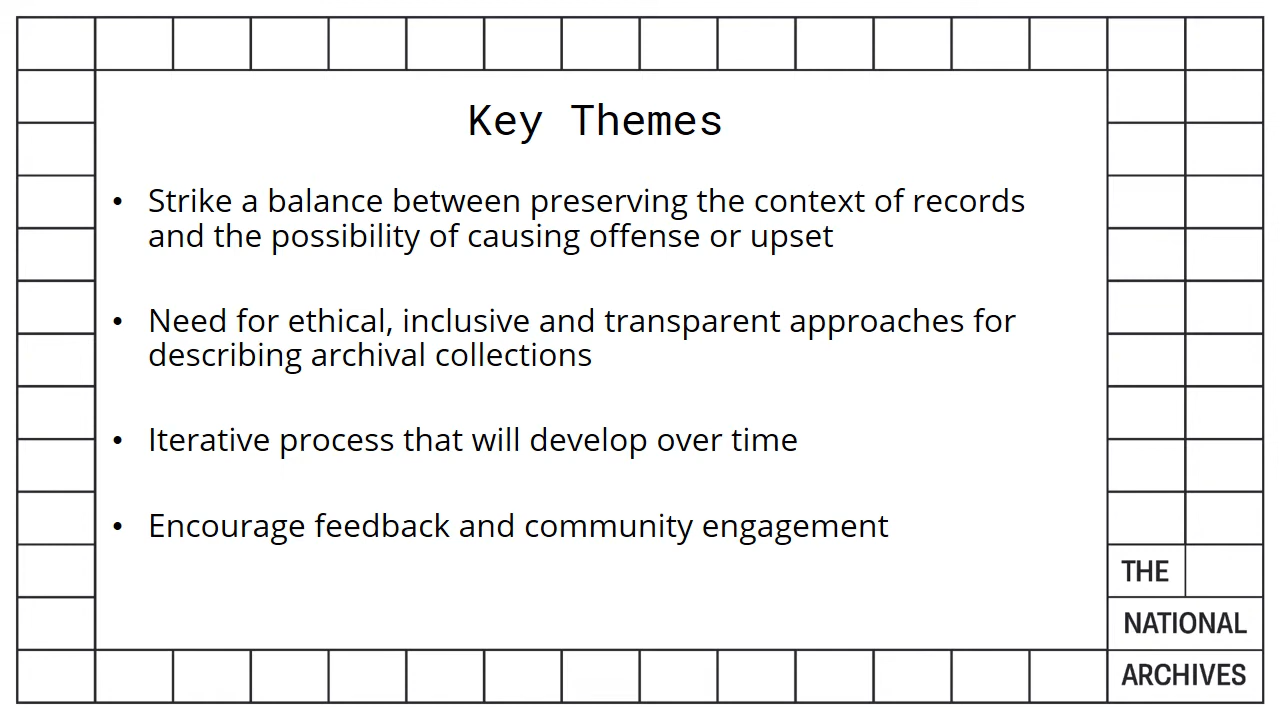 Key Themes
• Strike a balance between preserving the context of records
and the possibility of causing offense or upset
• Need for ethical, inclusive and transparent approaches for
describing archival collections
• Iterative process that will develop over time
• Encourage feedback and community engagement
THE
NATIONAL
ARCHIVES